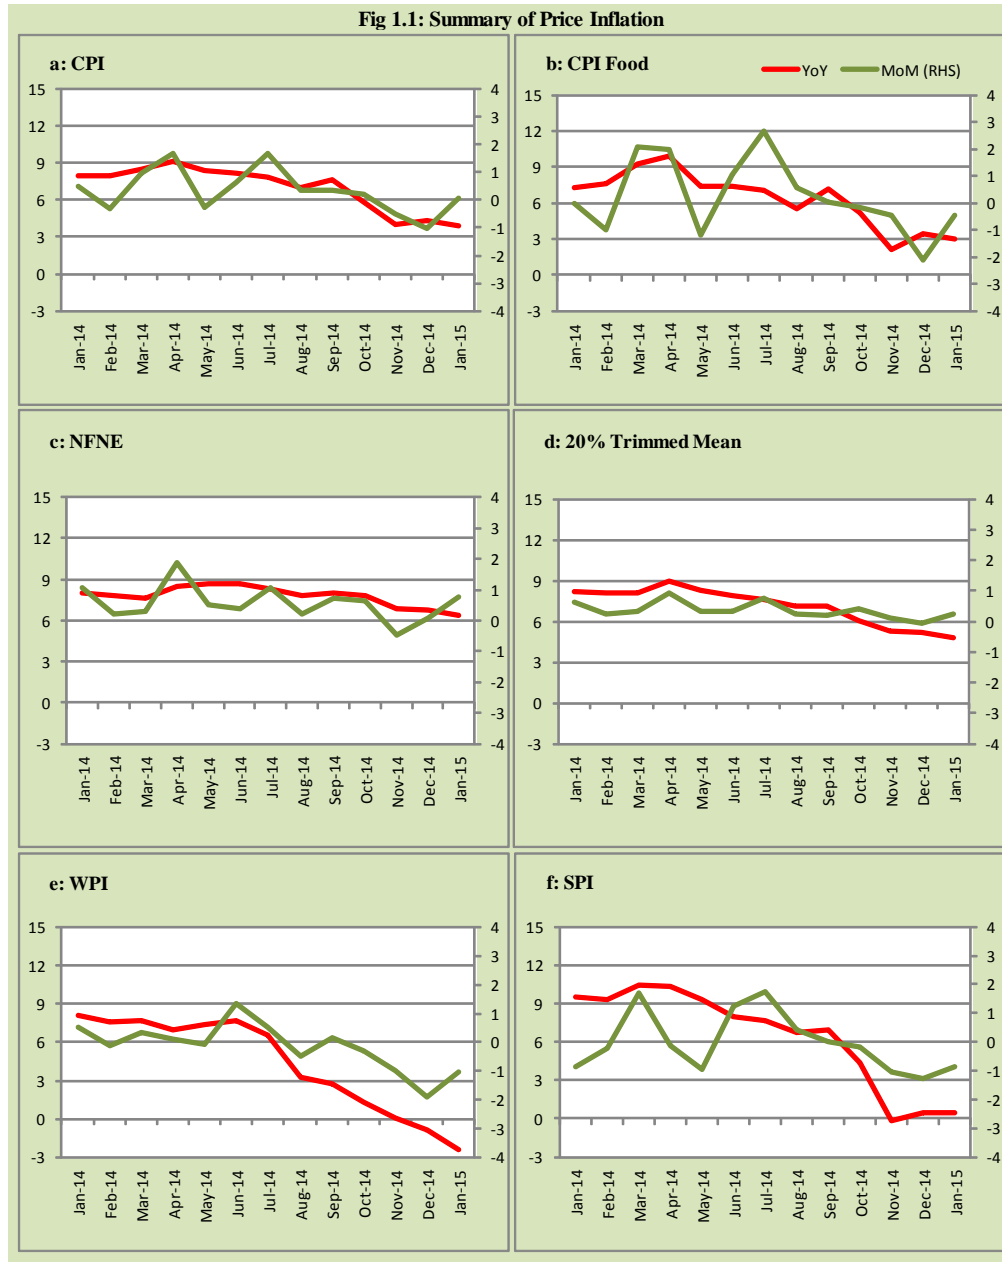 Fig 1.1: Summary of Price Inflation
a: CPI
15
12
9
6
3
0
-3
4
3
2
1
0
-1
-2
-3
-4
Jan-14
Feb-14
Mar-14
Apr-14
May-14
Jun-14
Jul-14
Aug-14
Sep-14
Oct-14
Nov-14
Dec-14
Jan-15
b: CPI Food
YoY MoM (RHS)
15
12
9
6
3
0
-3
4
3
2
1
0
-1
-2
-3
-4
Jan-14
Feb-14
Mar-14
Apr-14
May-14
Jun-14
Jul-14
Aug-14
Sep-14
Oct-14
Nov-14
Dec-14
Jan-15
c: NFNE
15
12
9
6
3
0
-3
4
3
2
1
0
-1
-2
-3
-4
Jan-14
Feb-14
Mar-14
Apr-14
May-14
Jun-14
Jul-14
Aug-14
Sep-14
Oct-14
Nov-14
Dec-14
Jan-15
d: 20% Trimmed Mean
15
12
9
6
3
0
-3
4
3
2
1
0
-1
-2
-3
-4
Jan-14
Feb-14
Mar-14
Apr-14
May-14
Jun-14
Jul-14
Aug-14
Sep-14
Oct-14
Nov-14
Dec-14
Jan-15
e: WPI
15
12
9
6
3
0
-3
4
3
2
1
0
-1
-2
-3
-4
Jan-14
Feb-14
Mar-14
Apr-14
May-14
Jun-14
Jul-14
Aug-14
Sep-14
Oct-14
Nov-14
Dec-14
Jan-15
f: SPI
15
12
9
6
3
0
-3
4
3
2
1
0
-1
-2
-3
-4
Jan-14
Feb-14
Mar-14
Apr-14
May-14
Jun-14
Jul-14
Aug-14
Sep-14
Oct-14
Nov-14
Dec-14
Jan-15